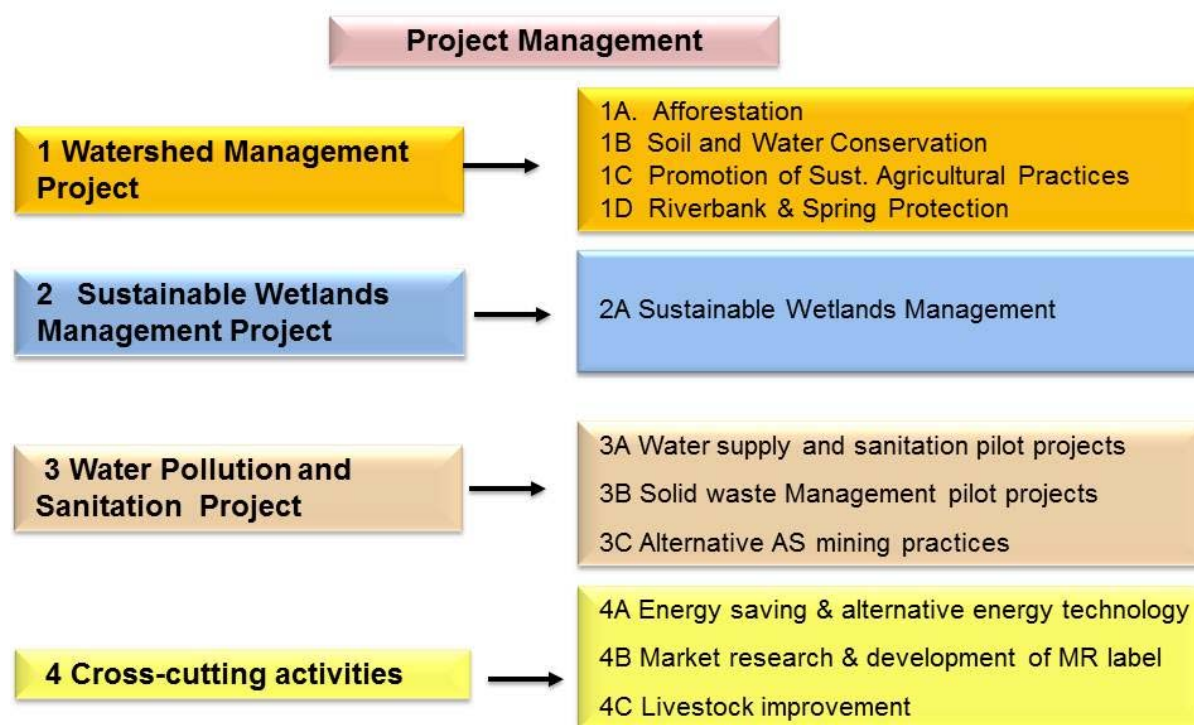 Project Management
1 Watershed Management
Project
1A. Afforestation
1B Soil and Water Conservation
1C Promotion of Sust. Agricultural Practices
1D Riverbank & Spring Protection
2 Sustainable Wetlands
Management Project
2A Sustainable Wetlands Management
3 Water Pollution and
Sanitation Project
3A Water supply and sanitation pilot projects
3B Solid waste Management pilot projects
3C Alternative AS mining practices
4 Cross-cutting activities
4A Energy saving & alternative energy technology
4B Market research & development of MR label
4C Livestock improvement